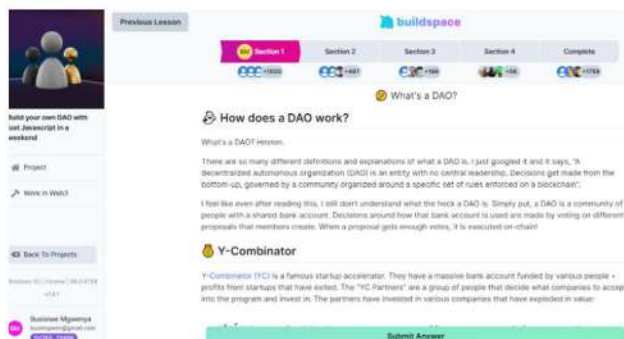 Previous Lesson
buildspace
Section 1
Section 2
Section 3
Section 4
Complete
What's a DAO?
Build your own DAO with
just Javascript in a
weekend
Project
Work in Web3
Back To Projects
How does a DAO work?
What's a DAO? Hmmm.
There are so many different definitions and explanations of what a DAO is. I just googled it and it says, "A
decentralized autonomous organization (DAO) is an entity with no central leadership. Decisions get made from the
bottom-up, governed by a community organized around a specific set of rules enforced on a blockchain".
I feel like even after reading this, I still don't understand what the heck a DAO is. Simply put, a DAO is a community of
people with a shared bank account. Decisions around how that bank account is used are made by voting on different
proposals that members create. When a proposal gets enough votes, it is executed on-chain!
Y-Combinator
Y-Combinator (YC) is a famous startup accelerator. They have a massive bank account funded by various people +
profits from startups that have exited. The "YC Partners" are a group of people that decide what companies to accept
into the program and invest in. The partners have invested in various companies that have exploded in value:
Busisiwe Mgwenya
Submit Answer